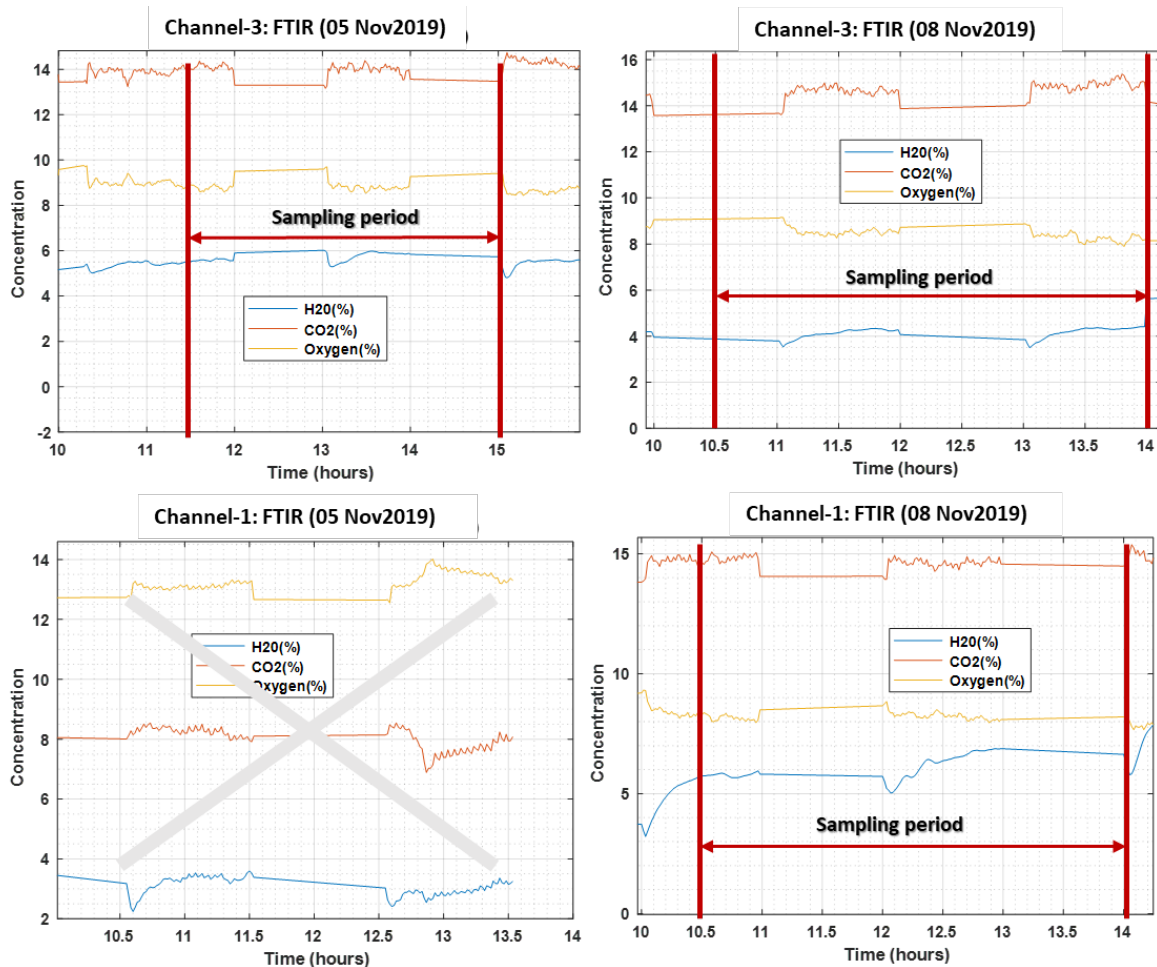 Channel-3: FTIR (05 Nov2019)
14
12
10
8
6
4
2
0
-2
Concentration
Sampling period
H20(%)
CO2(%)
Oxygen(%)
10
11
12
13
14
15
Time (hours)
Channel-3: FTIR (08 Nov2019)
16
14
12
10
8
6
4
2
0
Concentration
H20(%)
CO2(%)
Oxygen(%)
Sampling period
10
10.5
11
11.5
12
12.5
13
13.5
14
Time (hours)
Channel-1: FTIR (05 Nov2019)
14
12
10
8
6
4
2
Concentration
H20(%)
CO2(%)
Oxygen(%)
10.5
11
11.5
12
12.5
13
13.5
14
Time (hours)
Channel-1: FTIR (08 Nov2019)
15
10
5
0
Concentration
H20(%)
CO2(%)
Oxygen(%)
Sampling period
10
10.5
11
11.5
12
12.5
13
13.5
14
Time (hours)